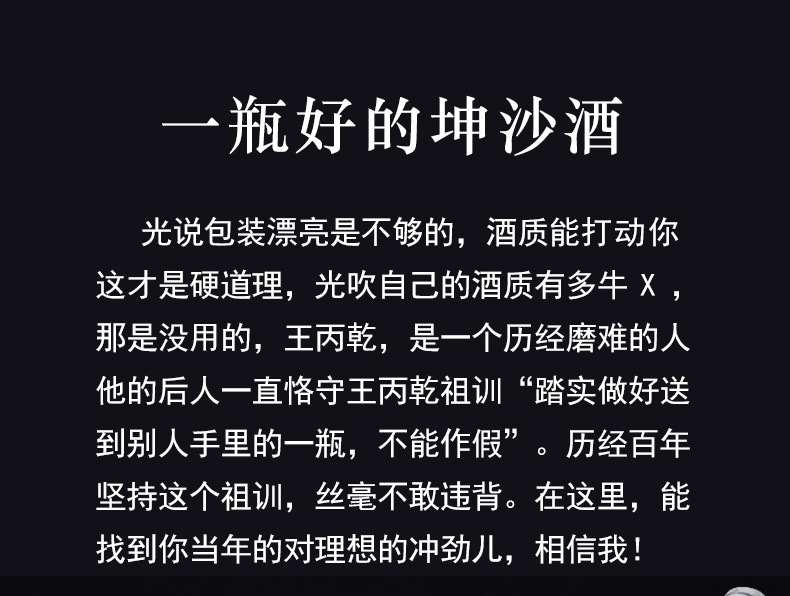 一瓶好的坤沙酒
光说包装漂亮是不够的，酒质能打动你
这才是硬道理，光吹自己的酒质有多牛 X ，
那是没用的，王丙乾，是一个历经磨难的人
他的后人一直恪守王丙乾祖训“踏实做好送
到别人手里的一瓶，不能作假”。历经百年
坚持这个祖训，丝毫不敢违背。在这里，能
找到你当年的对理想的冲劲儿，相信我！